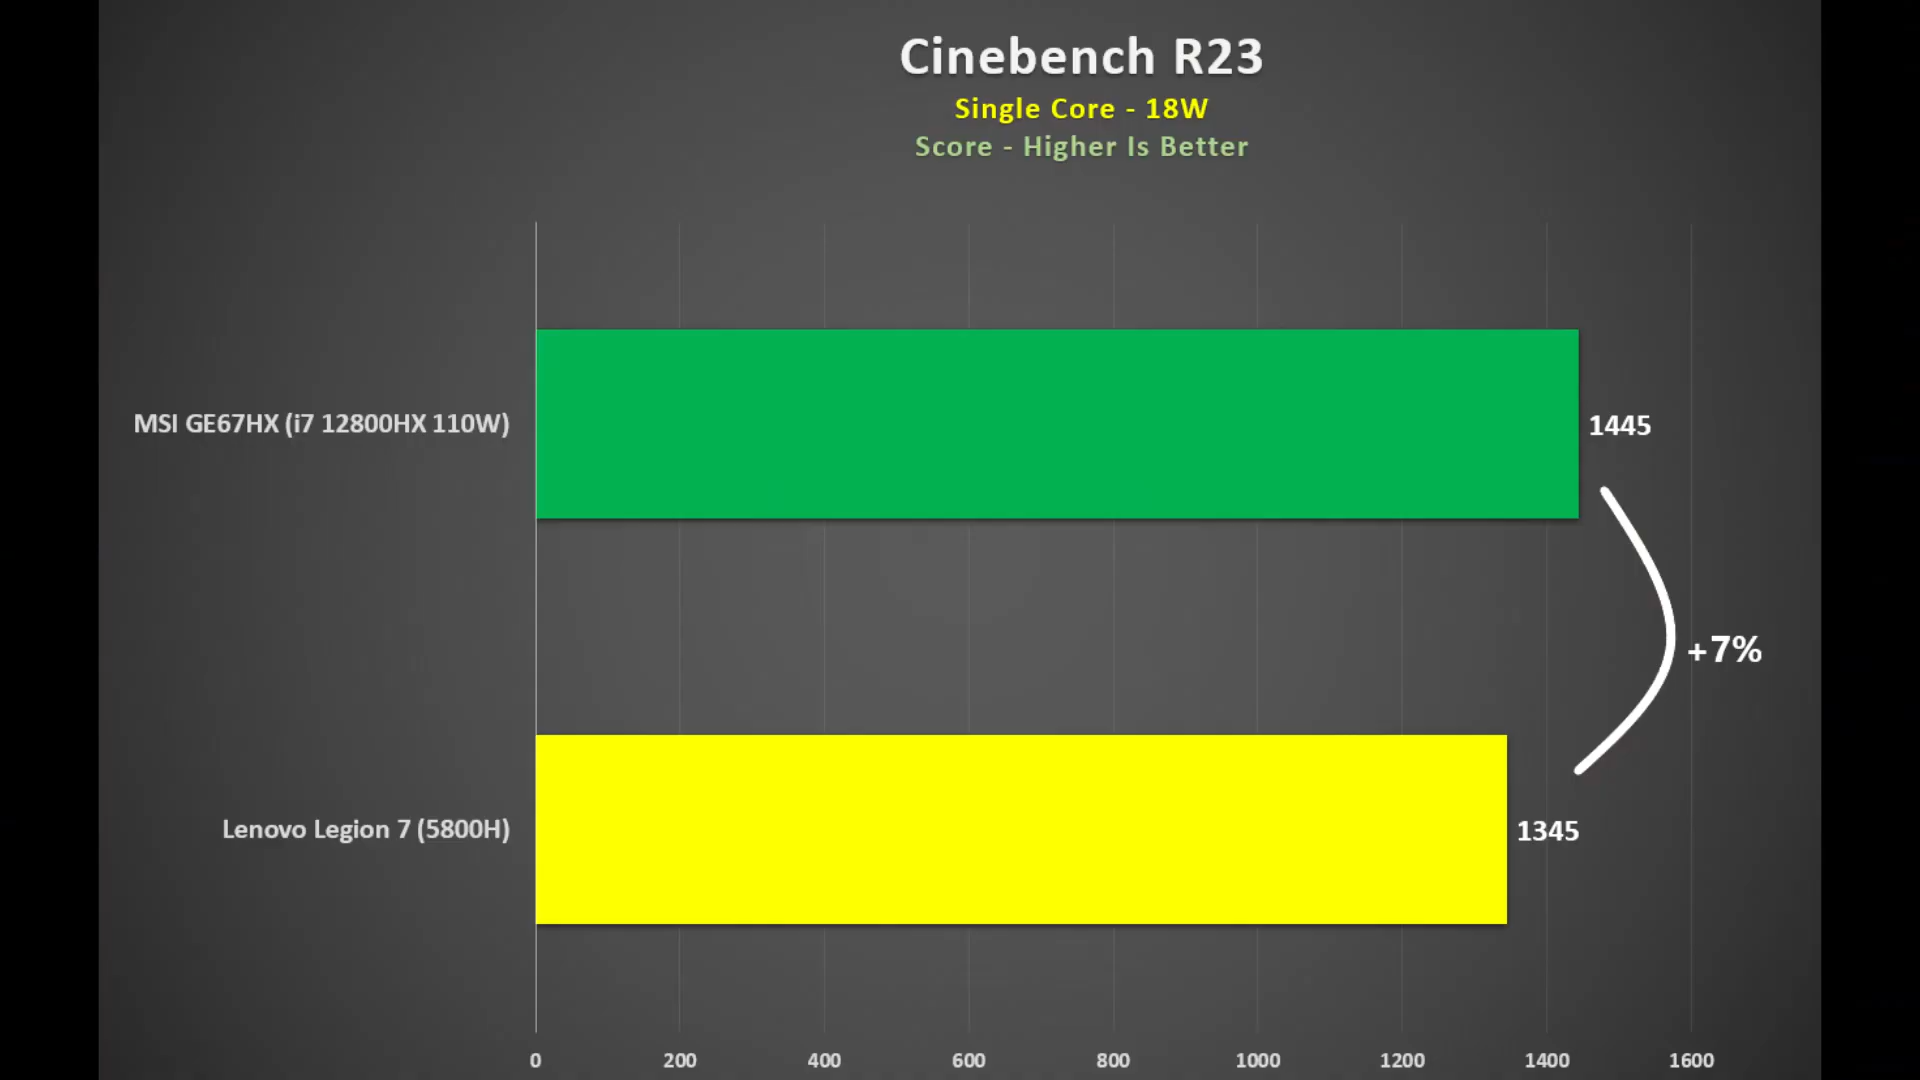 Cinebench R23
Single Core - 18W
Score - Higher Is Better
MSI GE67HX (i7 12800HX 110W)
1445
+7%
Lenovo Legion 7 (5800H)
1345
0 200 400 600 800 1000 1200 1400 1600